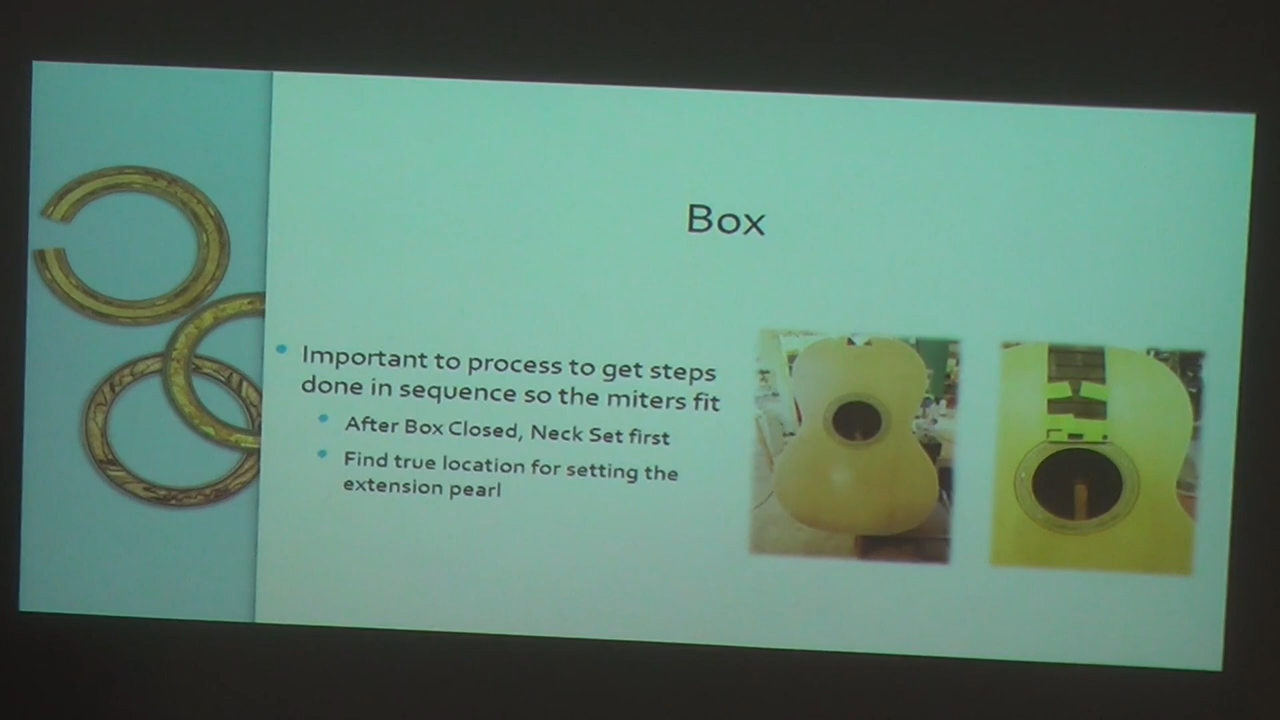 Box
Important to process to get steps
done in sequence so the miters fit
After Box Closed, Neck Set first
Find true location for setting the
extension pearl